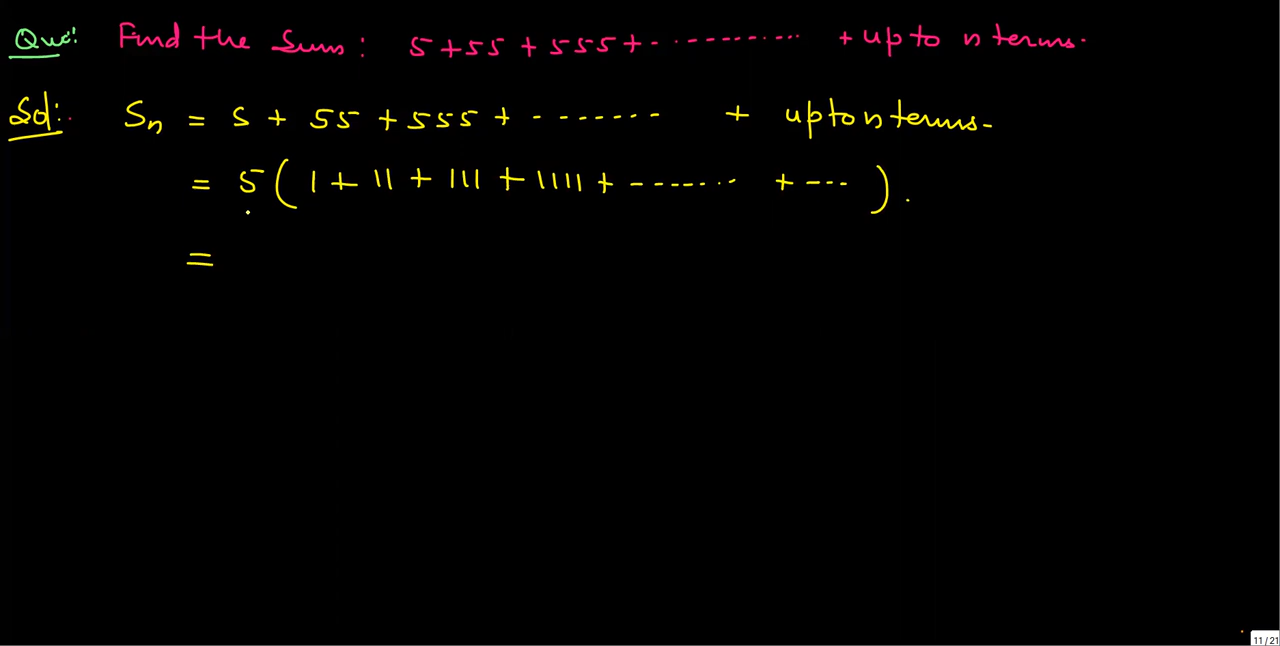 Que: Find the Sum: 5+55+555+-----------+upto n terms.
Sol: Sn = 5 + 55 +555+ ------- + upto n terms-
= 5(1+11+111+1111+------- +---).
=
11/21